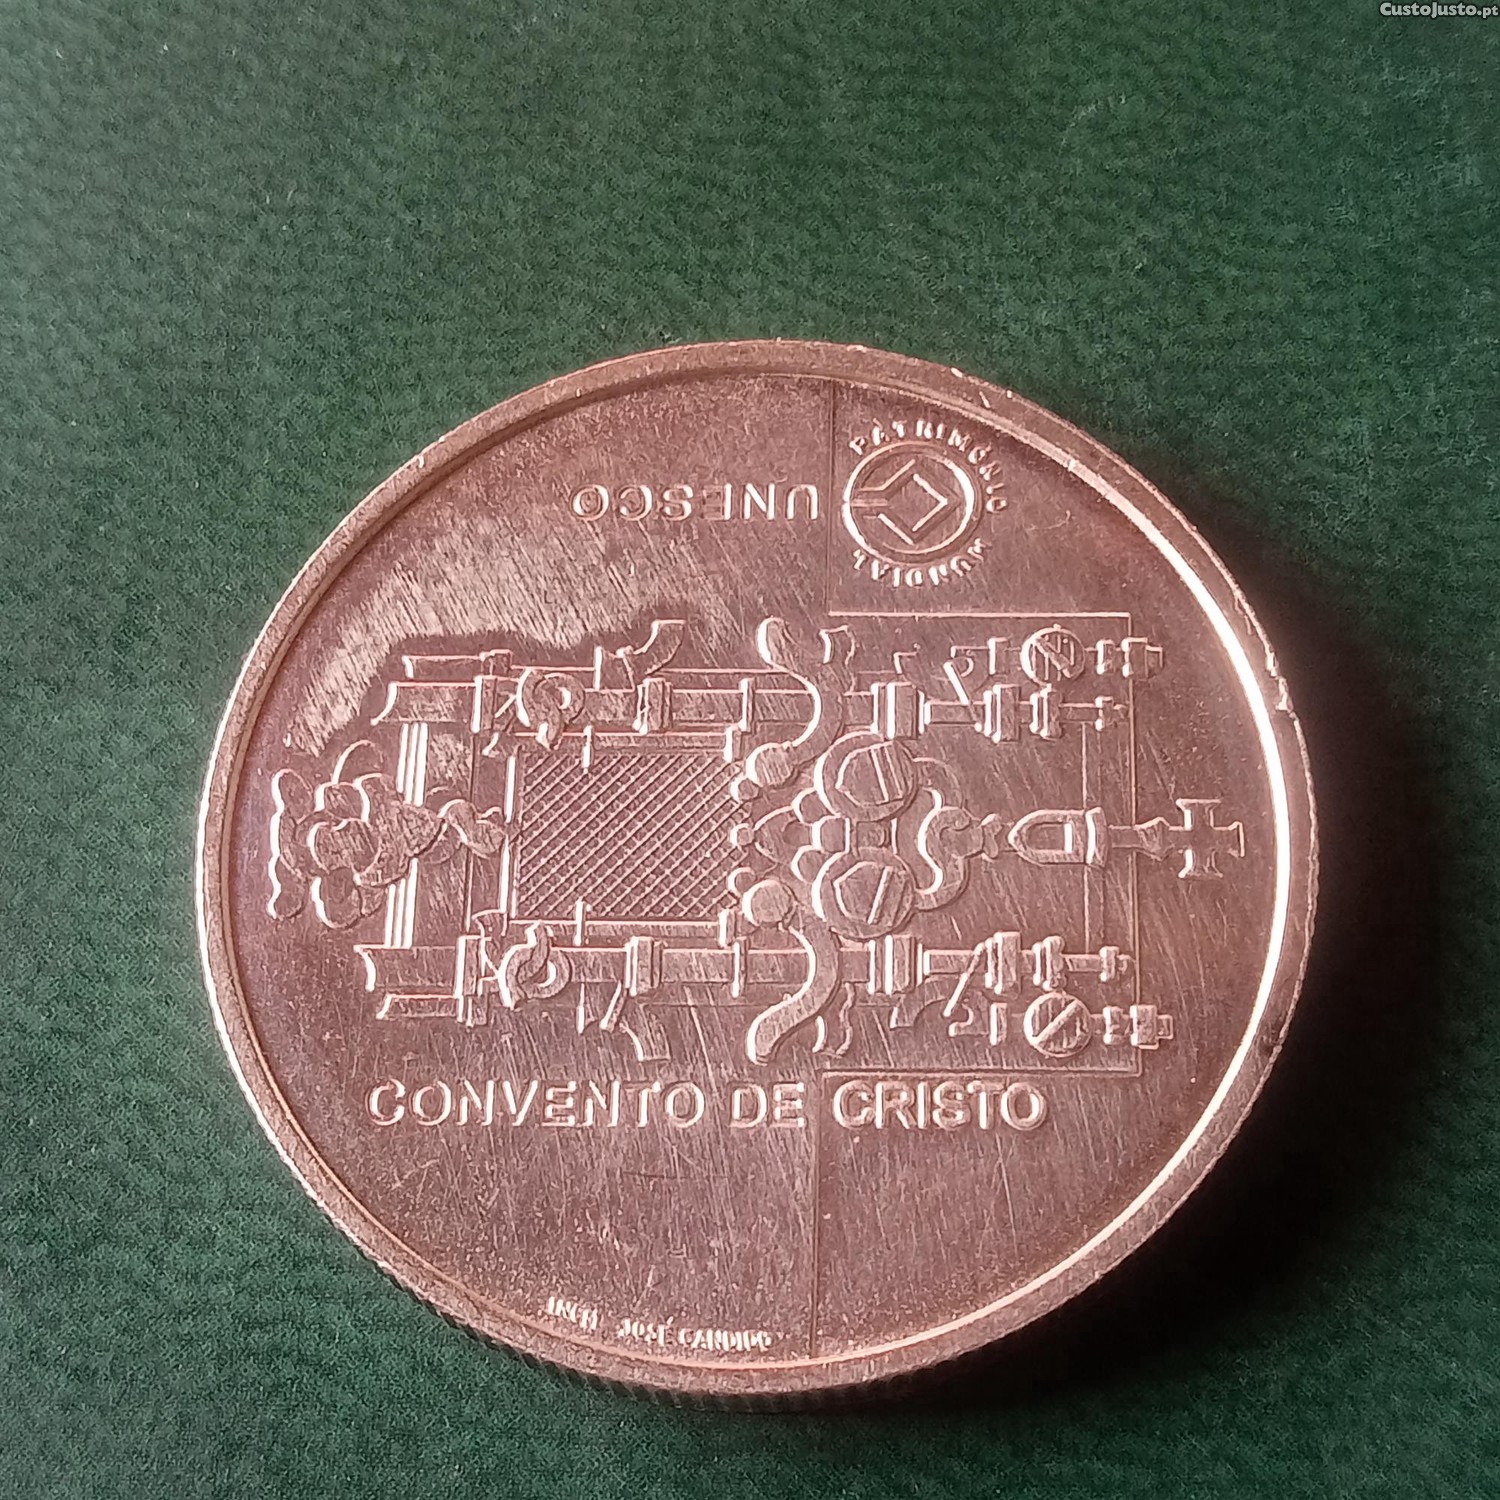 CustoJusto.pt
PATRIMÓNIO
MUNDIAL
UNESCO
CONVENTO DE CRISTO
INCM JOSÉ CANDIDO